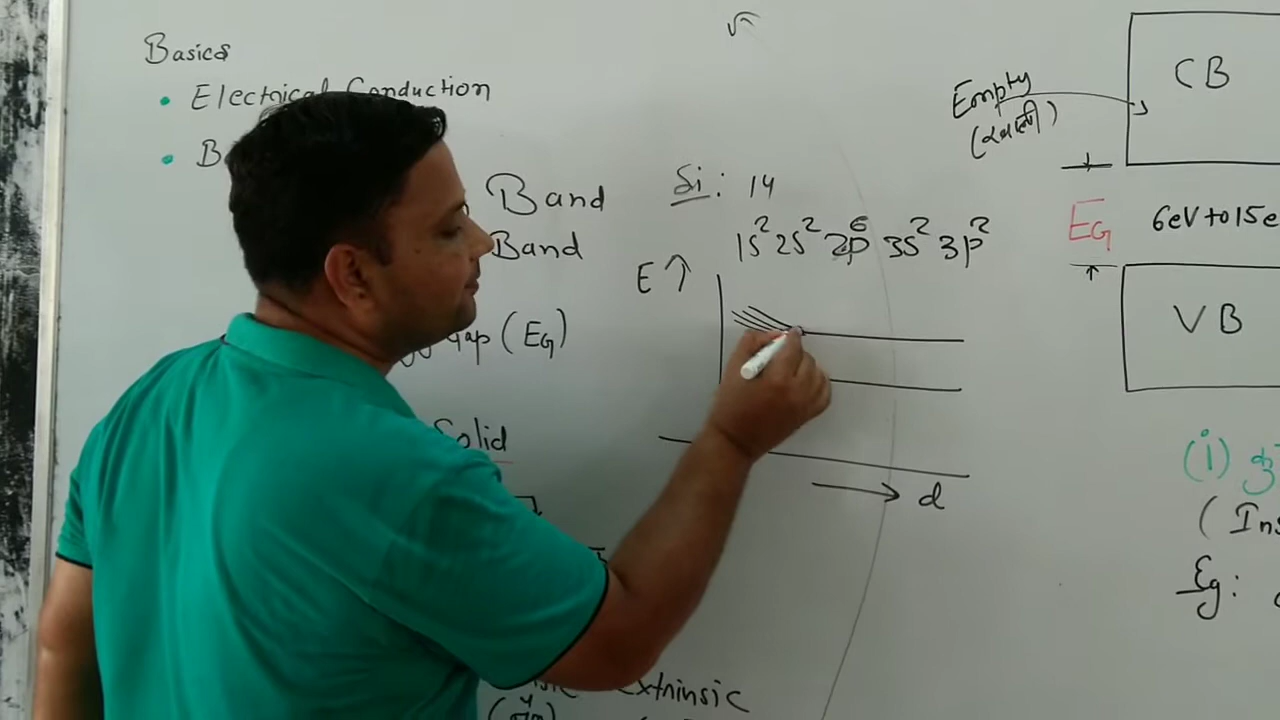 Basics
• Electrical Conduction
• B
Band
Band
Gap (EG)
Solid
Extrinsic
Si: 14
1s² 2s² 2p⁶ 3s² 3p²
E ↑
→ d
Empty
(खाली)
CB
EG 6eV to 15e
VB
(i)
(Ins
Eg: